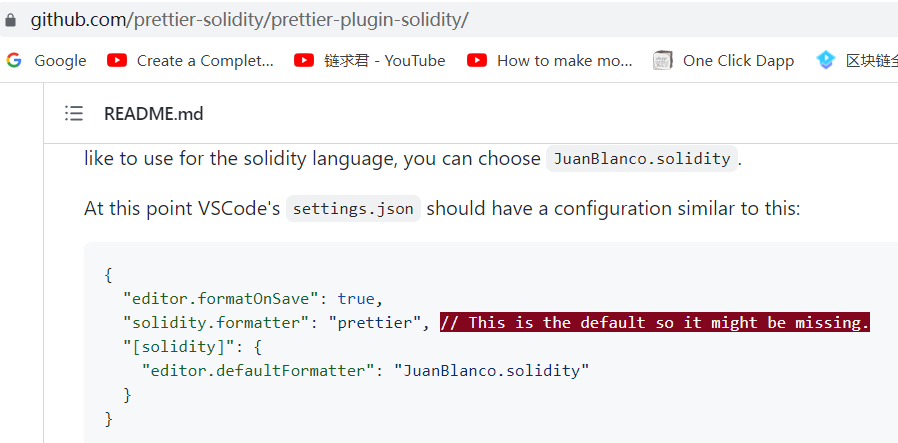 github.com/prettier-solidity/prettier-plugin-solidity/
Google Create a Complet... 链求君 - YouTube How to make mo... One Click Dapp 区块链全
README.md
like to use for the solidity language, you can choose JuanBlanco.solidity.
At this point VSCode's settings.json should have a configuration similar to this:
{
"editor.formatOnSave": true,
"solidity.formatter": "prettier", // This is the default so it might be missing.
"[solidity]": {
"editor.defaultFormatter": "JuanBlanco.solidity"
}
}